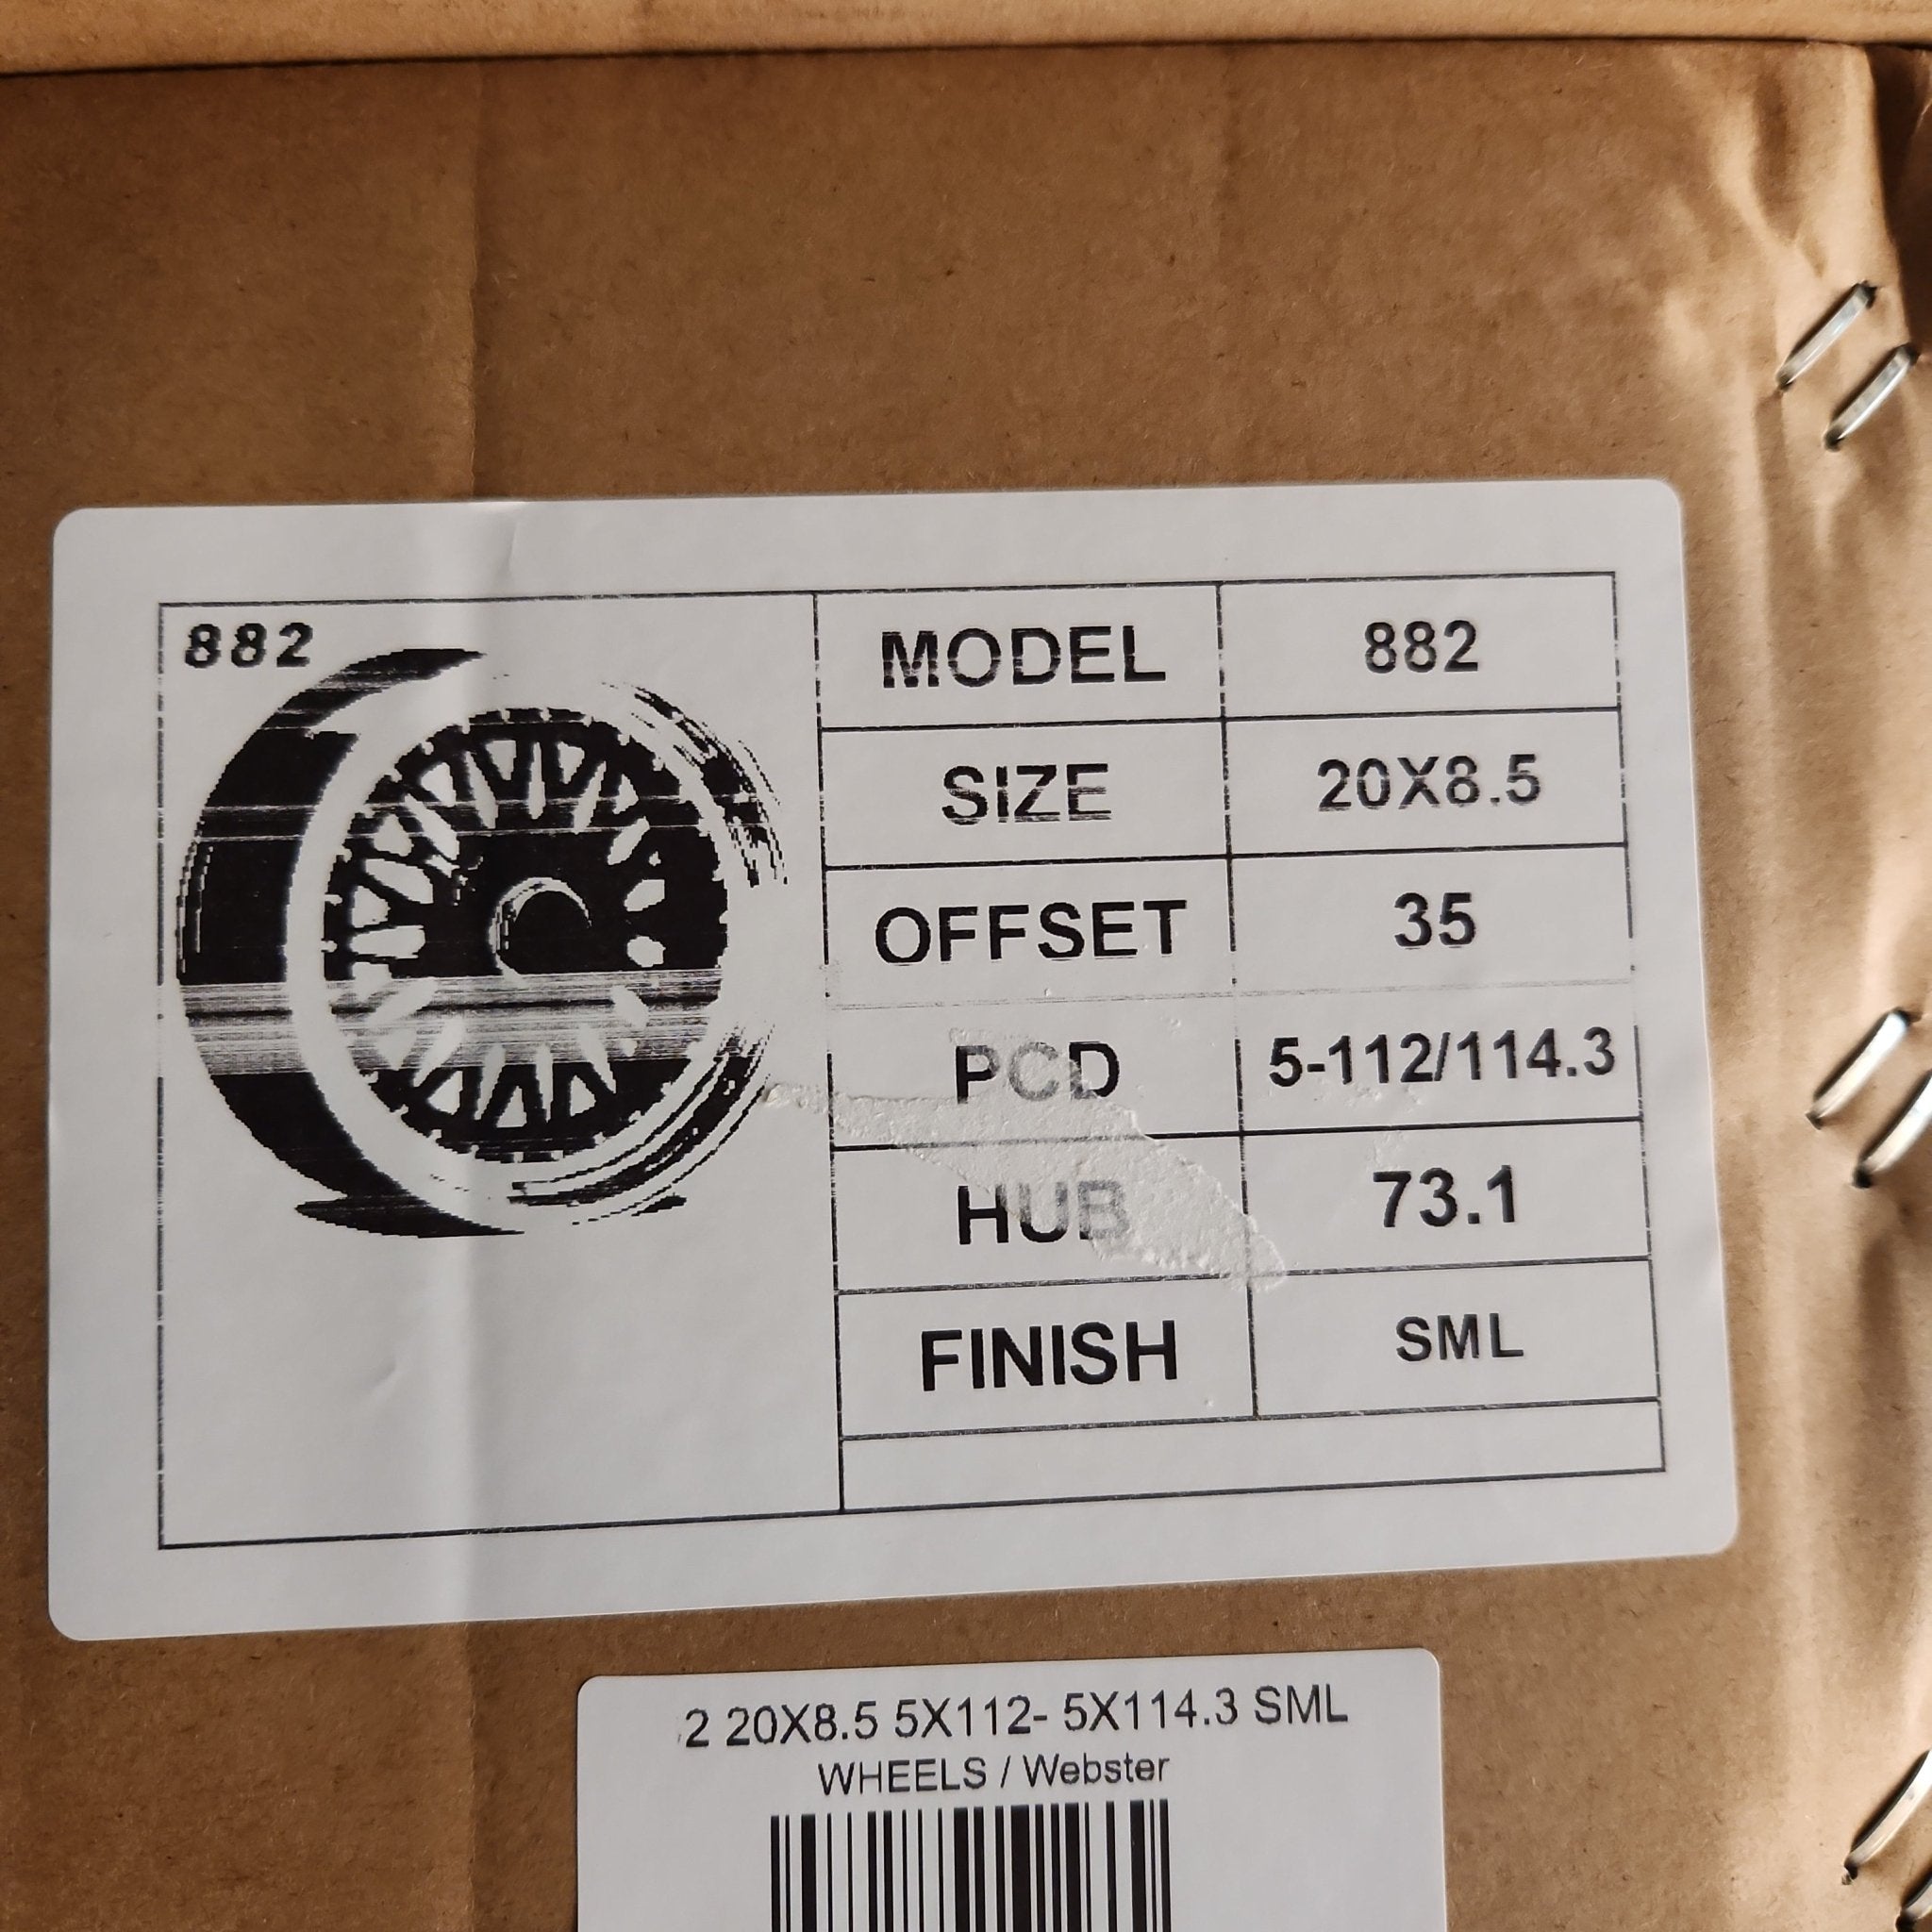 882
MODEL 882
SIZE 20X8.5
OFFSET 35
PCD 5-112/114.3
HUB 73.1
FINISH SML
2 20X8.5 5X112- 5X114.3 SML
WHEELS / Webster